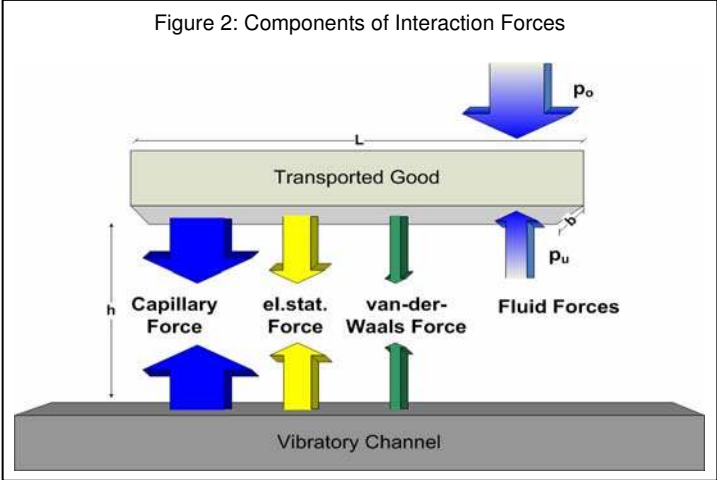 Figure 2: Components of Interaction Forces
pₒ
L
Transported Good
b
pᵤ
h
Capillary
Force
el.stat.
Force
van-der-
Waals Force
Fluid Forces
Vibratory Channel